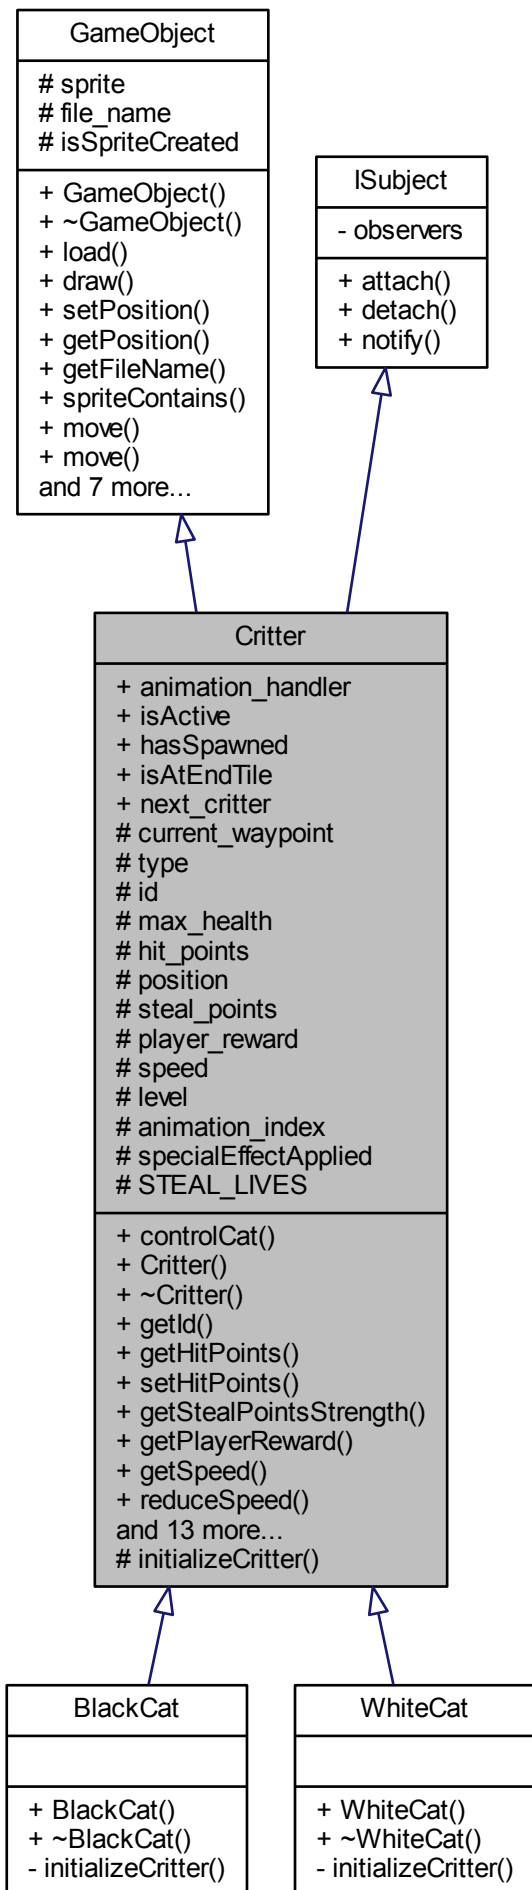 GameObject
# sprite
# file_name
# isSpriteCreated
+ GameObject()
+ ~GameObject()
+ load()
+ draw()
+ setPosition()
+ getPosition()
+ getFileName()
+ spriteContains()
+ move()
+ move()
and 7 more...
ISubject
- observers
+ attach()
+ detach()
+ notify()
Critter
+ animation_handler
+ isActive
+ hasSpawned
+ isAtEndTile
+ next_critter
# current_waypoint
# type
# id
# max_health
# hit_points
# position
# steal_points
# player_reward
# speed
# level
# animation_index
# specialEffectApplied
# STEAL_LIVES
+ controlCat()
+ Critter()
+ ~Critter()
+ getId()
+ getHitPoints()
+ setHitPoints()
+ getStealPointsStrength()
+ getPlayerReward()
+ getSpeed()
+ reduceSpeed()
and 13 more...
# initializeCritter()
BlackCat
+ BlackCat()
+ ~BlackCat()
- initializeCritter()
WhiteCat
+ WhiteCat()
+ ~WhiteCat()
- initializeCritter()